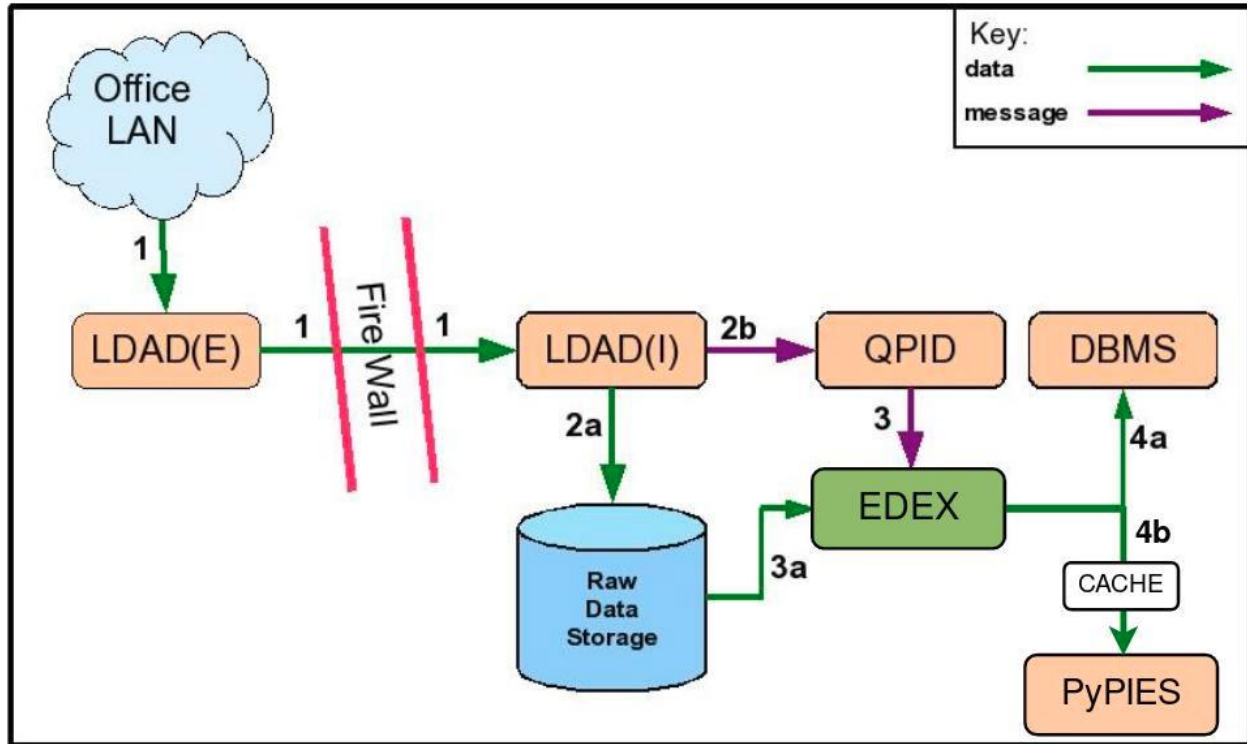 Key:
data
message
Office
LAN
1
LDAD(E)
1
Fire Wall
1
LDAD(I)
2b
QPID
DBMS
2a
3
4a
EDEX
4b
3a
CACHE
Raw
Data
Storage
PyPIES